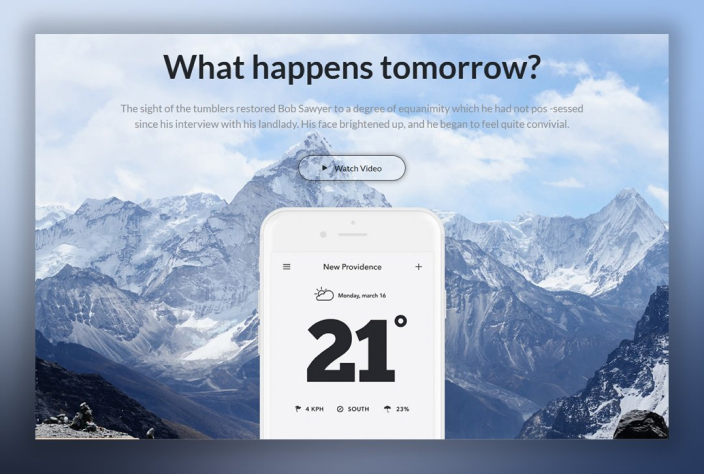 What happens tomorrow?
The sight of the tumblers restored Bob Sawyer to a degree of equanimity which he had not pos -sessed
since his interview with his landlady. His face brightened up, and he began to feel quite convivial.
Watch Video
New Providence
Monday, march 16
21°
4 KPH SOUTH 23%